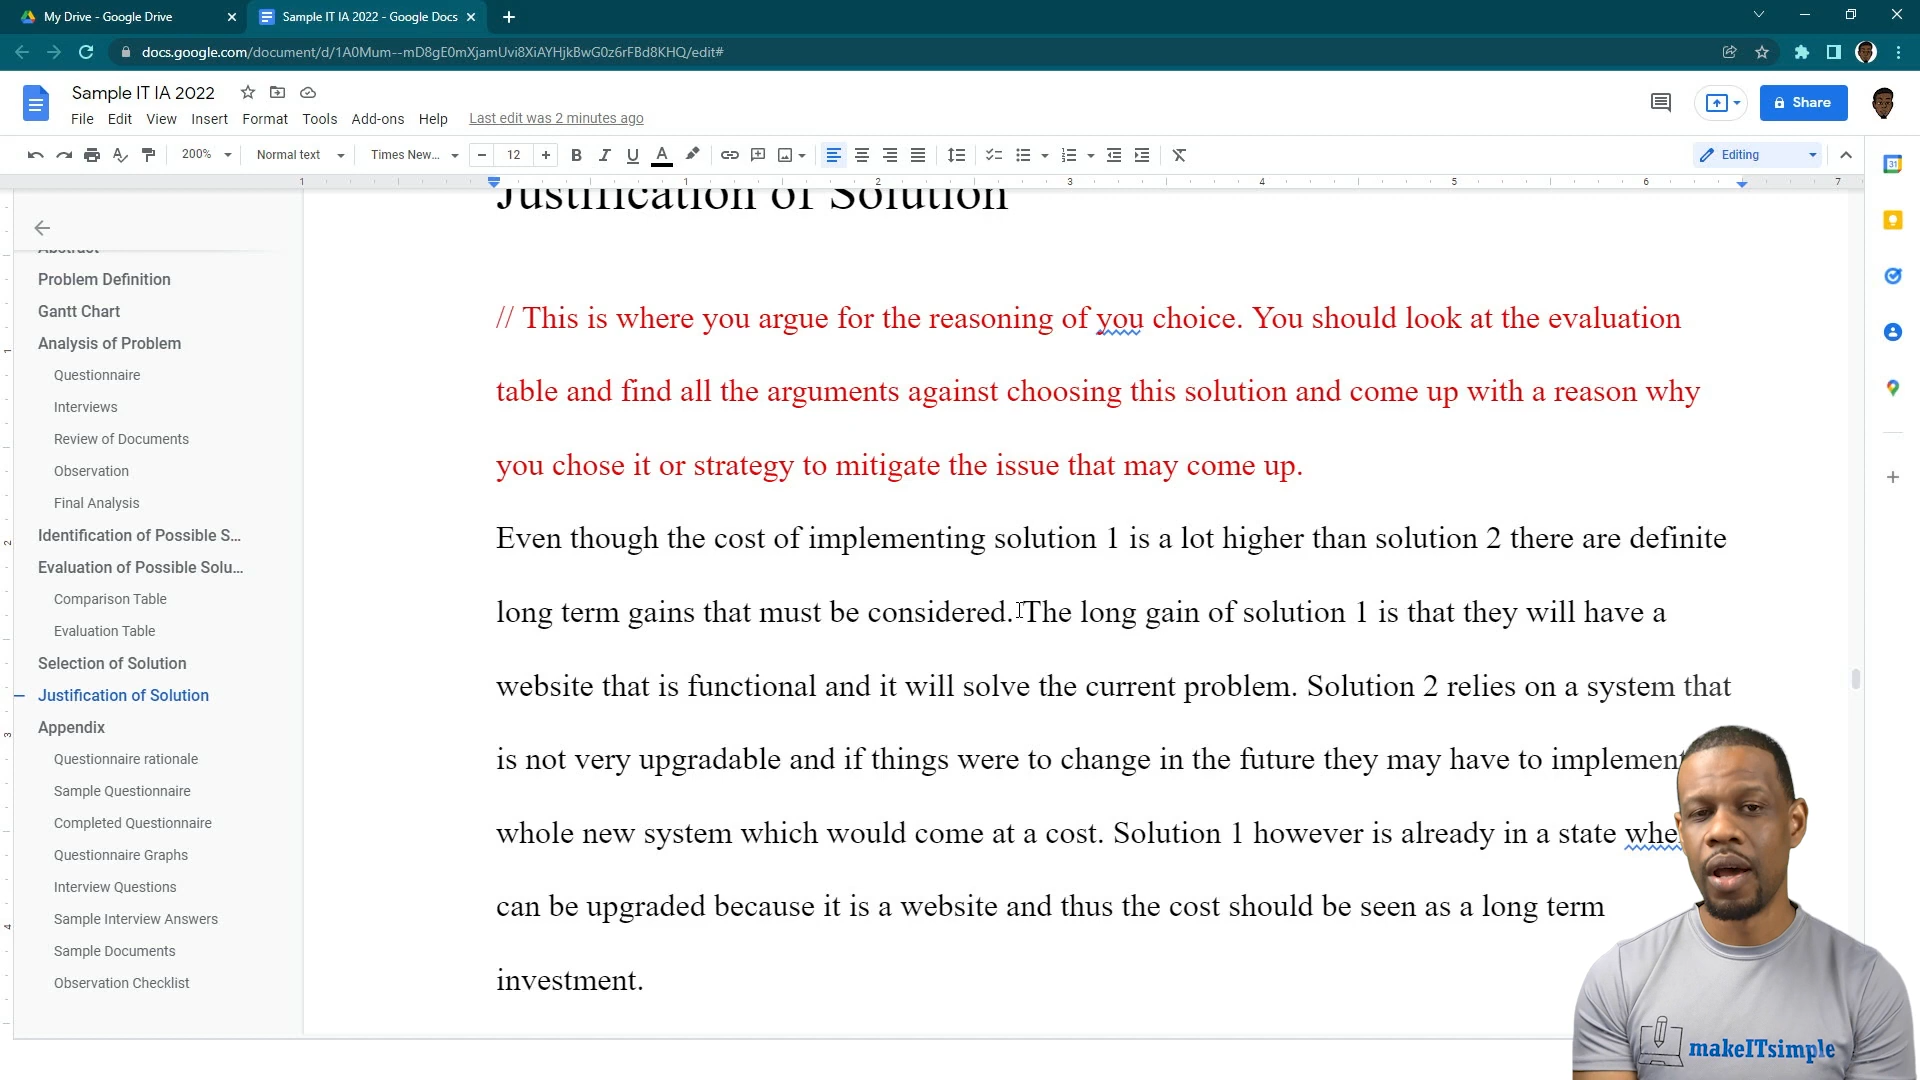 My Drive - Google Drive
Sample IT IA 2022 - Google Docs
docs.google.com/document/d/1A0Mum--mD8gE0mXjamUvi8XiAYHjkBwG0z6rFBd8KHQ/edit#
Sample IT IA 2022
File Edit View Insert Format Tools Add-ons Help Last edit was 2 minutes ago
Share
200% Normal text Times New... 12 Editing
1 1 2 3 4 5 6 7
Justification of Solution
Abstract
Problem Definition
Gantt Chart
Analysis of Problem
Questionnaire
Interviews
Review of Documents
Observation
Final Analysis
Identification of Possible S...
Evaluation of Possible Solu...
Comparison Table
Evaluation Table
Selection of Solution
Justification of Solution
Appendix
Questionnaire rationale
Sample Questionnaire
Completed Questionnaire
Questionnaire Graphs
Interview Questions
Sample Interview Answers
Sample Documents
Observation Checklist
// This is where you argue for the reasoning of you choice. You should look at the evaluation
table and find all the arguments against choosing this solution and come up with a reason why
you chose it or strategy to mitigate the issue that may come up.
Even though the cost of implementing solution 1 is a lot higher than solution 2 there are definite
long term gains that must be considered. The long gain of solution 1 is that they will have a
website that is functional and it will solve the current problem. Solution 2 relies on a system that
is not very upgradable and if things were to change in the future they may have to implement
whole new system which would come at a cost. Solution 1 however is already in a state
can be upgraded because it is a website and thus the cost should be seen as a long term
investment.
makeITsimple